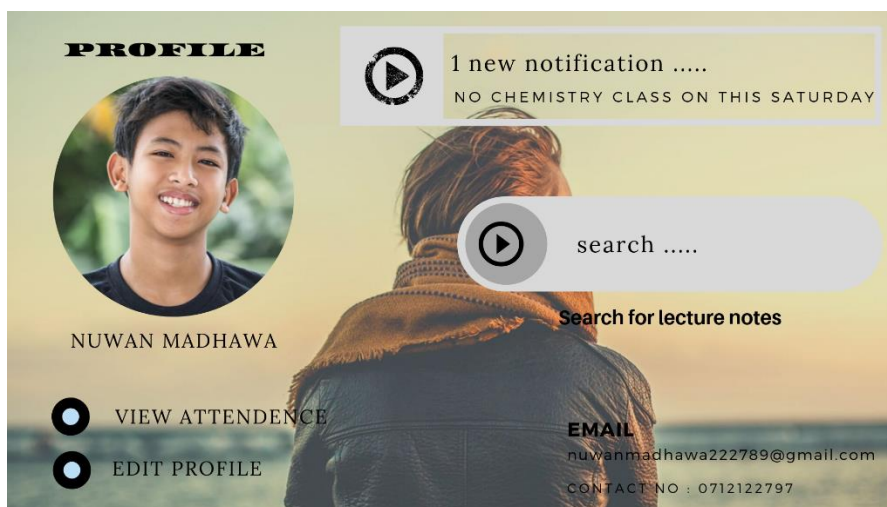 PROFILE
1 new notification .....
NO CHEMISTRY CLASS ON THIS SATURDAY
search .....
Search for lecture notes
NUWAN MADHAWA
VIEW ATTENDENCE
EDIT PROFILE
EMAIL
nuwanmadhawa222789@gmail.com
CONTACT NO : 0712122797